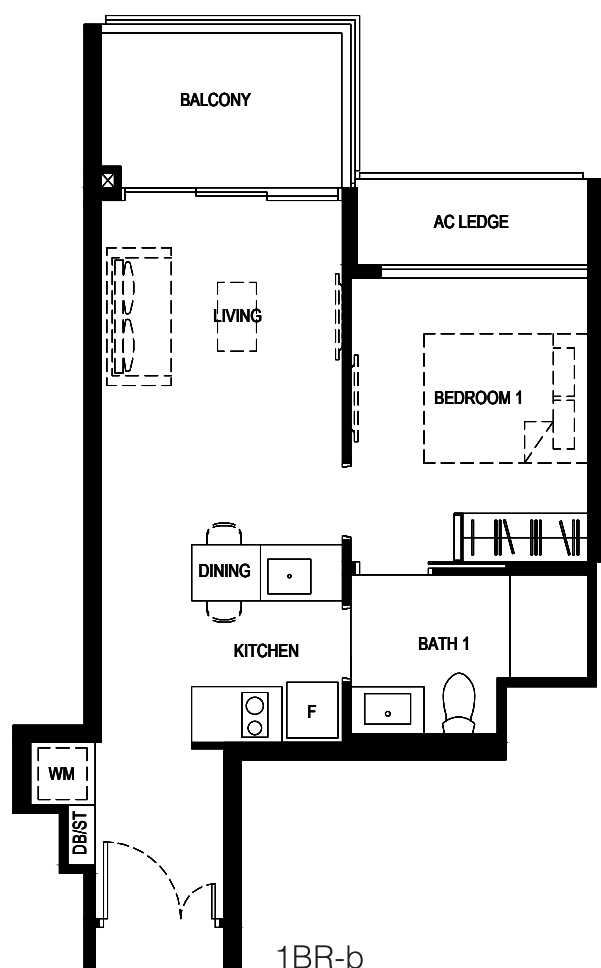 BALCONY
AC LEDGE
LIVING
BEDROOM 1
DINING
KITCHEN
BATH 1
F
WM
DB/ST
1BR-b